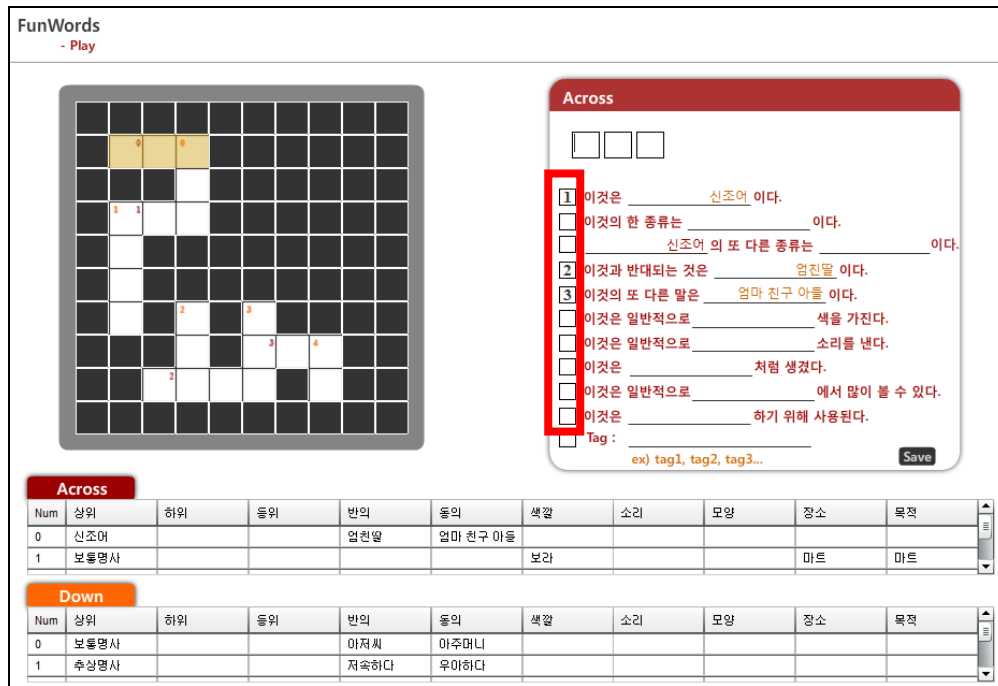 FunWords
- Play
0 0
1 1
2 3
3 4
2
Across
1 이것은 신조어 이다.
이것의 한 종류는 이다.
신조어 의 또 다른 종류는 이다.
2 이것과 반대되는 것은 엄친딸 이다.
3 이것의 또 다른 말은 엄마 친구 아들 이다.
이것은 일반적으로 색을 가진다.
이것은 일반적으로 소리를 낸다.
이것은 처럼 생겼다.
이것은 일반적으로 에서 많이 볼 수 있다.
이것은 하기 위해 사용된다.
Tag :
ex) tag1, tag2, tag3...
Save
Across
Num 상위 하위 등위 반의 동의 색깔 소리 모양 장소 목적
0 신조어 엄친딸 엄마 친구 아들
1 보통명사 보라 마트 마트
Down
Num 상위 하위 등위 반의 동의 색깔 소리 모양 장소 목적
0 보통명사 아저씨 아주머니
1 추상명사 저속하다 우아하다